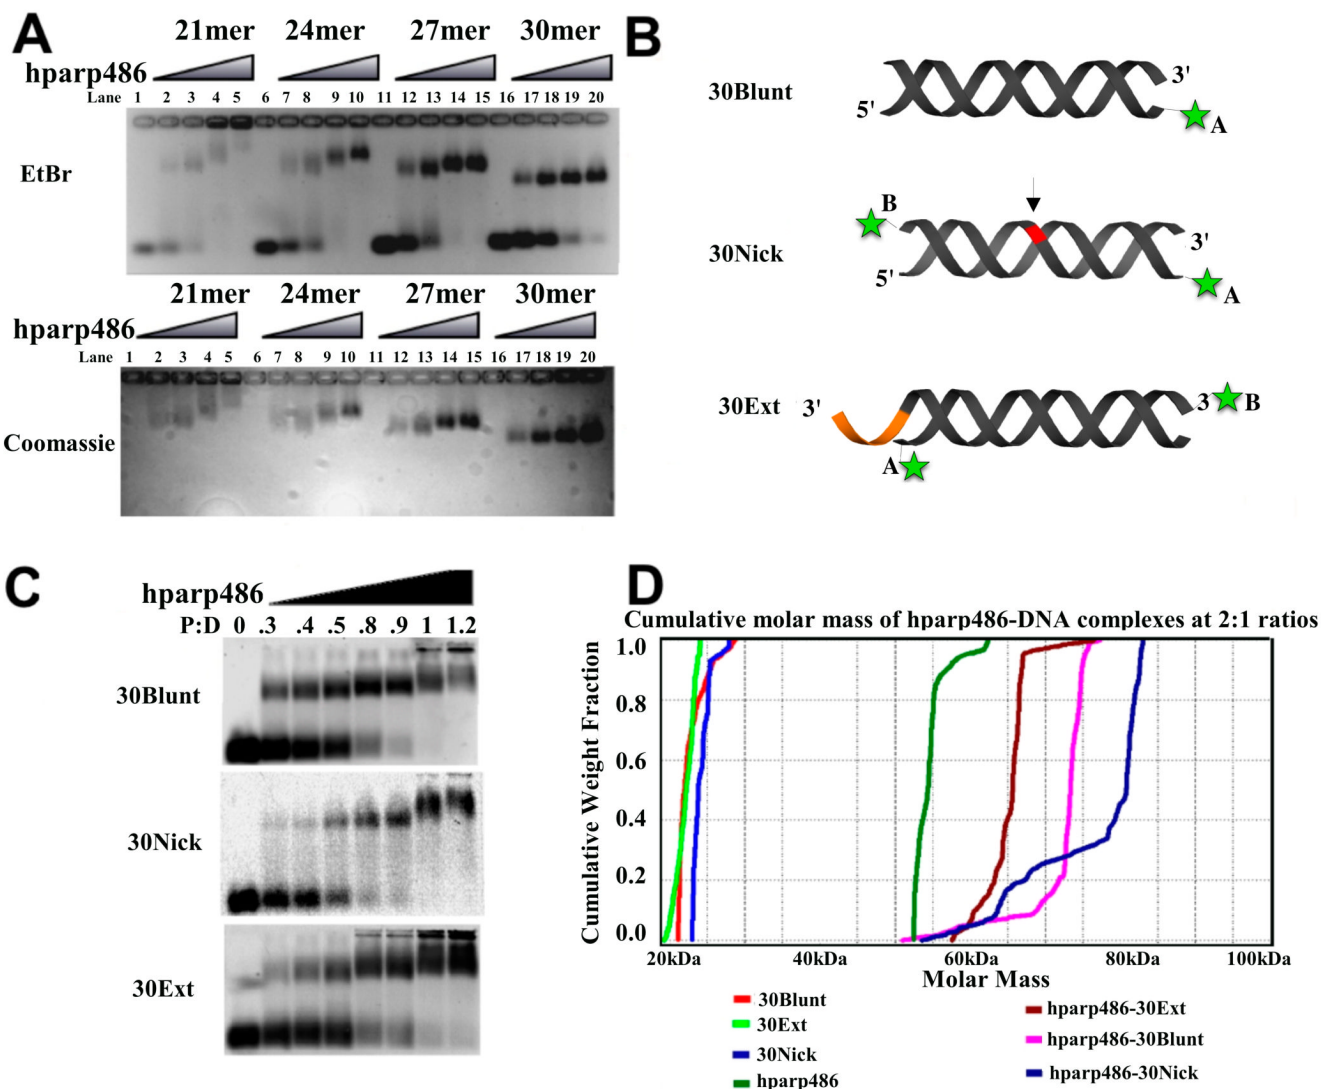 A
21mer 24mer 27mer 30mer
hparp486
Lane 1 2 3 4 5 6 7 8 9 10 11 12 13 14 15 16 17 18 19 20
EtBr
21mer 24mer 27mer 30mer
hparp486
Lane 1 2 3 4 5 6 7 8 9 10 11 12 13 14 15 16 17 18 19 20
Coomassie
B
30Blunt 5' 3' A
30Nick B 5' 3' A
30Ext 3' A 3 B
C
hparp486
P:D 0 .3 .4 .5 .8 .9 1 1.2
30Blunt
30Nick
30Ext
D
Cumulative molar mass of hparp486-DNA complexes at 2:1 ratios
Cumulative Weight Fraction
1.0
0.8
0.6
0.4
0.2
0.0
20kDa 40kDa 60kDa 80kDa 100kDa
Molar Mass
30Blunt
30Ext
30Nick
hparp486
hparp486-30Ext
hparp486-30Blunt
hparp486-30Nick